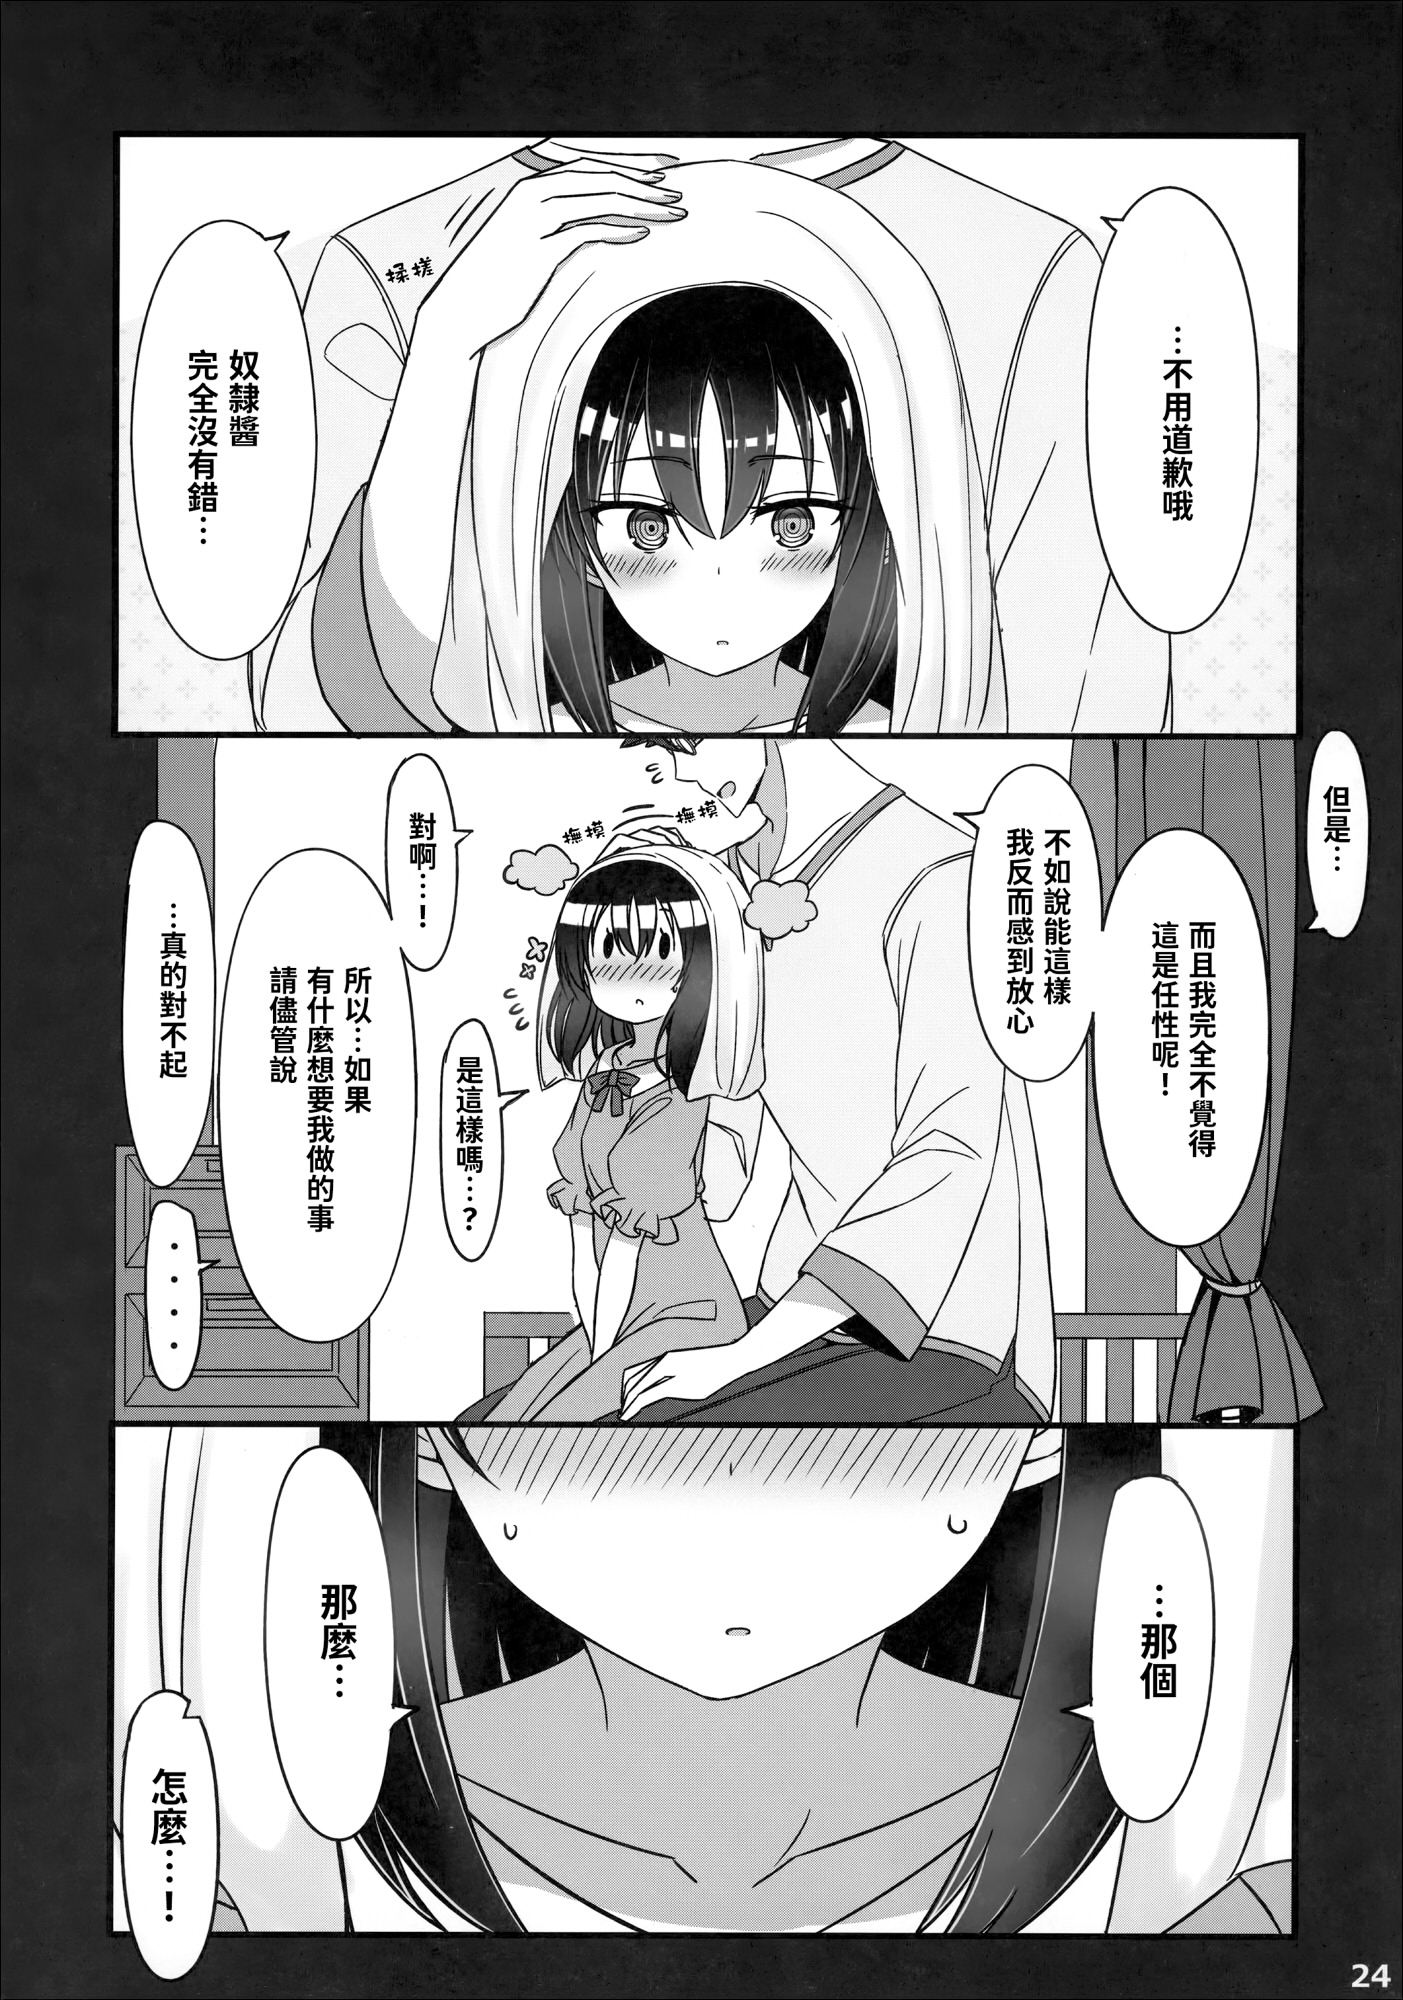 …不用道歉哦
揉搓
奴隸醬
完全沒有錯…
但是…
而且我完全不覺得
這是任性呢！
不如說能這樣
我反而感到放心
撫摸
撫摸
對啊…！
是這樣嗎…？
所以…如果
有什麼想要我做的事
請儘管說
…真的對不起
・・・・
…那個
那麼…
怎麼…！
24